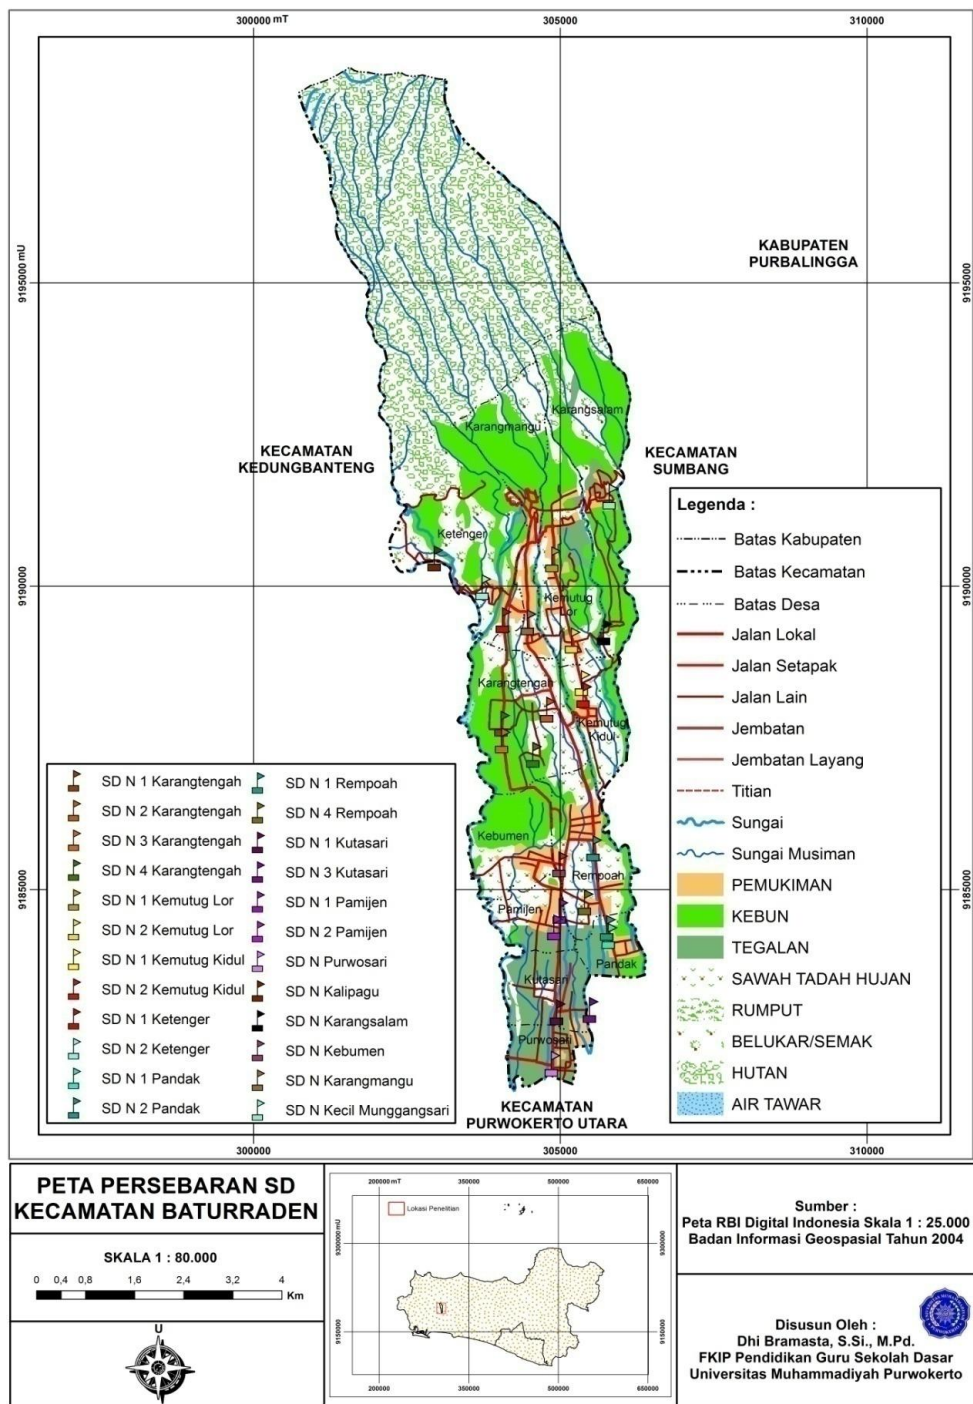 300000 mT
305000
310000
9195000 mU
9195000
KABUPATEN
PURBALINGGA
Karangsalam
Karangmangu
KECAMATAN
KEDUNGBANTENG
KECAMATAN
SUMBANG
Ketenger
9190000
9190000
Kemutug
Lor
Karangtengah
Kemutug
Kidul
Kebumen
Rempoah
9185000
9185000
Pamijen
Pandak
Kutasari
Purwosari
KECAMATAN
PURWOKERTO UTARA
300000
305000
310000
Legenda :
Batas Kabupaten
Batas Kecamatan
Batas Desa
Jalan Lokal
Jalan Setapak
Jalan Lain
Jembatan
Jembatan Layang
Titian
Sungai
Sungai Musiman
PEMUKIMAN
KEBUN
TEGALAN
SAWAH TADAH HUJAN
RUMPUT
BELUKAR/SEMAK
HUTAN
AIR TAWAR
SD N 1 Karangtengah
SD N 2 Karangtengah
SD N 3 Karangtengah
SD N 4 Karangtengah
SD N 1 Kemutug Lor
SD N 2 Kemutug Lor
SD N 1 Kemutug Kidul
SD N 2 Kemutug Kidul
SD N 1 Ketenger
SD N 2 Ketenger
SD N 1 Pandak
SD N 2 Pandak
SD N 1 Rempoah
SD N 4 Rempoah
SD N 1 Kutasari
SD N 3 Kutasari
SD N 1 Pamijen
SD N 2 Pamijen
SD N Purwosari
SD N Kalipagu
SD N Karangsalam
SD N Kebumen
SD N Karangmangu
SD N Kecil Munggangsari
PETA PERSEBARAN SD
KECAMATAN BATURRADEN
SKALA 1 : 80.000
0 0,4 0,8 1,6 2,4 3,2 4
Km
U
200000 mT 350000 500000 650000
Lokasi Penelitian
9300000 mU
9300000
9150000
9150000
200000 350000 500000 650000
Sumber :
Peta RBI Digital Indonesia Skala 1 : 25.000
Badan Informasi Geospasial Tahun 2004
Disusun Oleh :
Dhi Bramasta, S.Si., M.Pd.
FKIP Pendidikan Guru Sekolah Dasar
Universitas Muhammadiyah Purwokerto